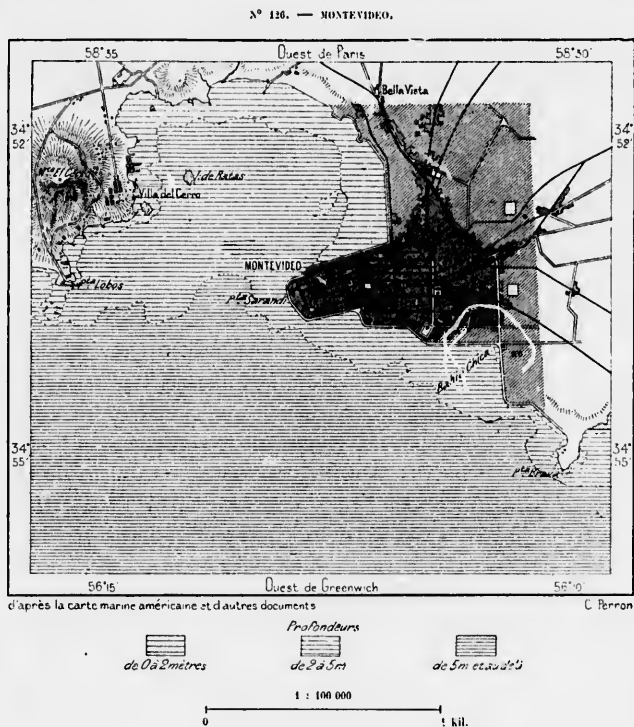 N° 126. — MONTEVIDEO.
58°35 Ouest de Paris 58°30
Bella Vista
34° 34°
52' 52'
I. de Ratas
Villa del Cerro
MONTEVIDEO
Pta Lobos
Pta Sarandi
Bahia Chica
34° 34°
55' 55'
Pta Brava
56°15 Ouest de Greenwich 56°10
d'après la carte marine américaine et d'autres documents C. Perron
Profondeurs
de 0 à 2 mètres de 2 à 5m de 5m et au delà
1 : 100 000
0 kil.